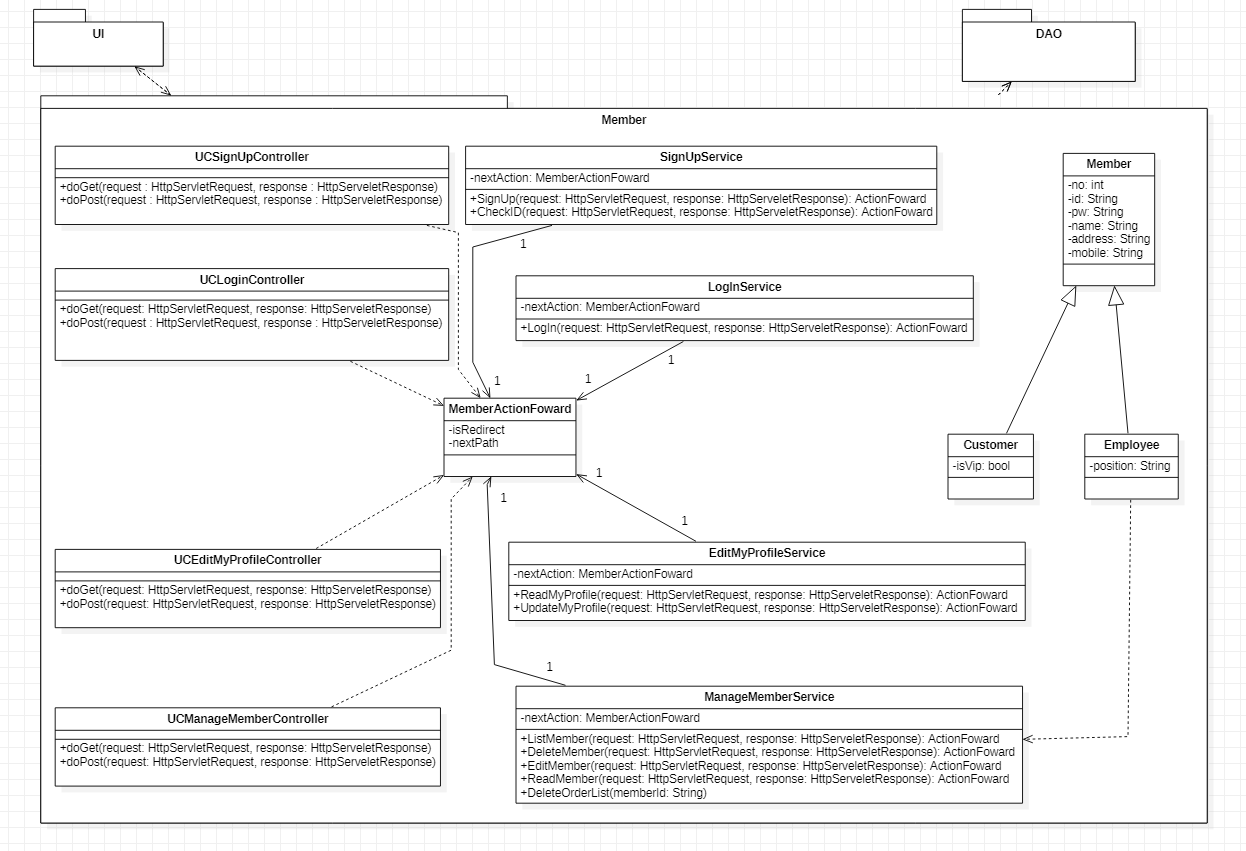 UI
DAO
Member
UCSignUpController
+doGet(request : HttpServletRequest, response : HttpServeletResponse)
+doPost(request : HttpServletRequest, response : HttpServeletResponse)
SignUpService
-nextAction: MemberActionFoward
+SignUp(request: HttpServletRequest, response: HttpServeletResponse): ActionFoward
+CheckID(request: HttpServletRequest, response: HttpServeletResponse): ActionFoward
1
Member
-no: int
-id: String
-pw: String
-name: String
-address: String
-mobile: String
UCLoginController
+doGet(request: HttpServletRequest, response: HttpServeletResponse)
+doPost(request : HttpServletRequest, response : HttpServeletResponse)
LogInService
-nextAction: MemberActionFoward
+LogIn(request: HttpServletRequest, response: HttpServeletResponse): ActionFoward
1
1
1
MemberActionFoward
-isRedirect
-nextPath
Customer
-isVip: bool
Employee
-position: String
1
1
1
UCEditMyProfileController
+doGet(request: HttpServletRequest, response: HttpServeletResponse)
+doPost(request: HttpServletRequest, response: HttpServeletResponse)
EditMyProfileService
-nextAction: MemberActionFoward
+ReadMyProfile(request: HttpServletRequest, response: HttpServeletResponse): ActionFoward
+UpdateMyProfile(request: HttpServletRequest, response: HttpServeletResponse): ActionFoward
1
UCManageMemberController
+doGet(request: HttpServletRequest, response: HttpServeletResponse)
+doPost(request: HttpServletRequest, response: HttpServeletResponse)
ManageMemberService
-nextAction: MemberActionFoward
+ListMember(request: HttpServletRequest, response: HttpServeletResponse): ActionFoward
+DeleteMember(request: HttpServletRequest, response: HttpServeletResponse): ActionFoward
+EditMember(request: HttpServletRequest, response: HttpServeletResponse): ActionFoward
+ReadMember(request: HttpServletRequest, response: HttpServeletResponse): ActionFoward
+DeleteOrderList(memberId: String)